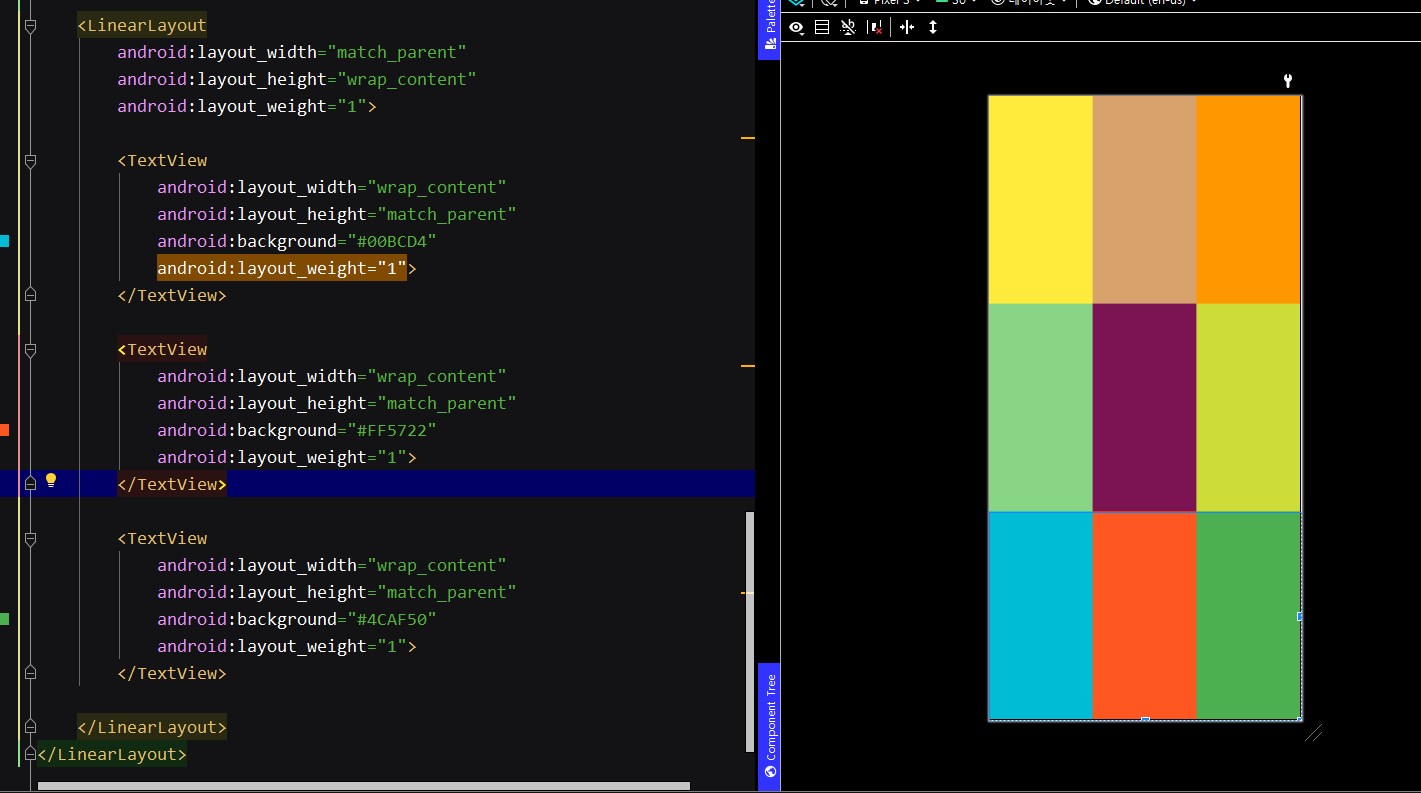 <LinearLayout
android:layout_width="match_parent"
android:layout_height="wrap_content"
android:layout_weight="1">
<TextView
android:layout_width="wrap_content"
android:layout_height="match_parent"
android:background="#00BCD4"
android:layout_weight="1">
</TextView>
<TextView
android:layout_width="wrap_content"
android:layout_height="match_parent"
android:background="#FF5722"
android:layout_weight="1">
</TextView>
<TextView
android:layout_width="wrap_content"
android:layout_height="match_parent"
android:background="#4CAF50"
android:layout_weight="1">
</TextView>
</LinearLayout>
</LinearLayout>
Palette
Component Tree
Default (en-us)